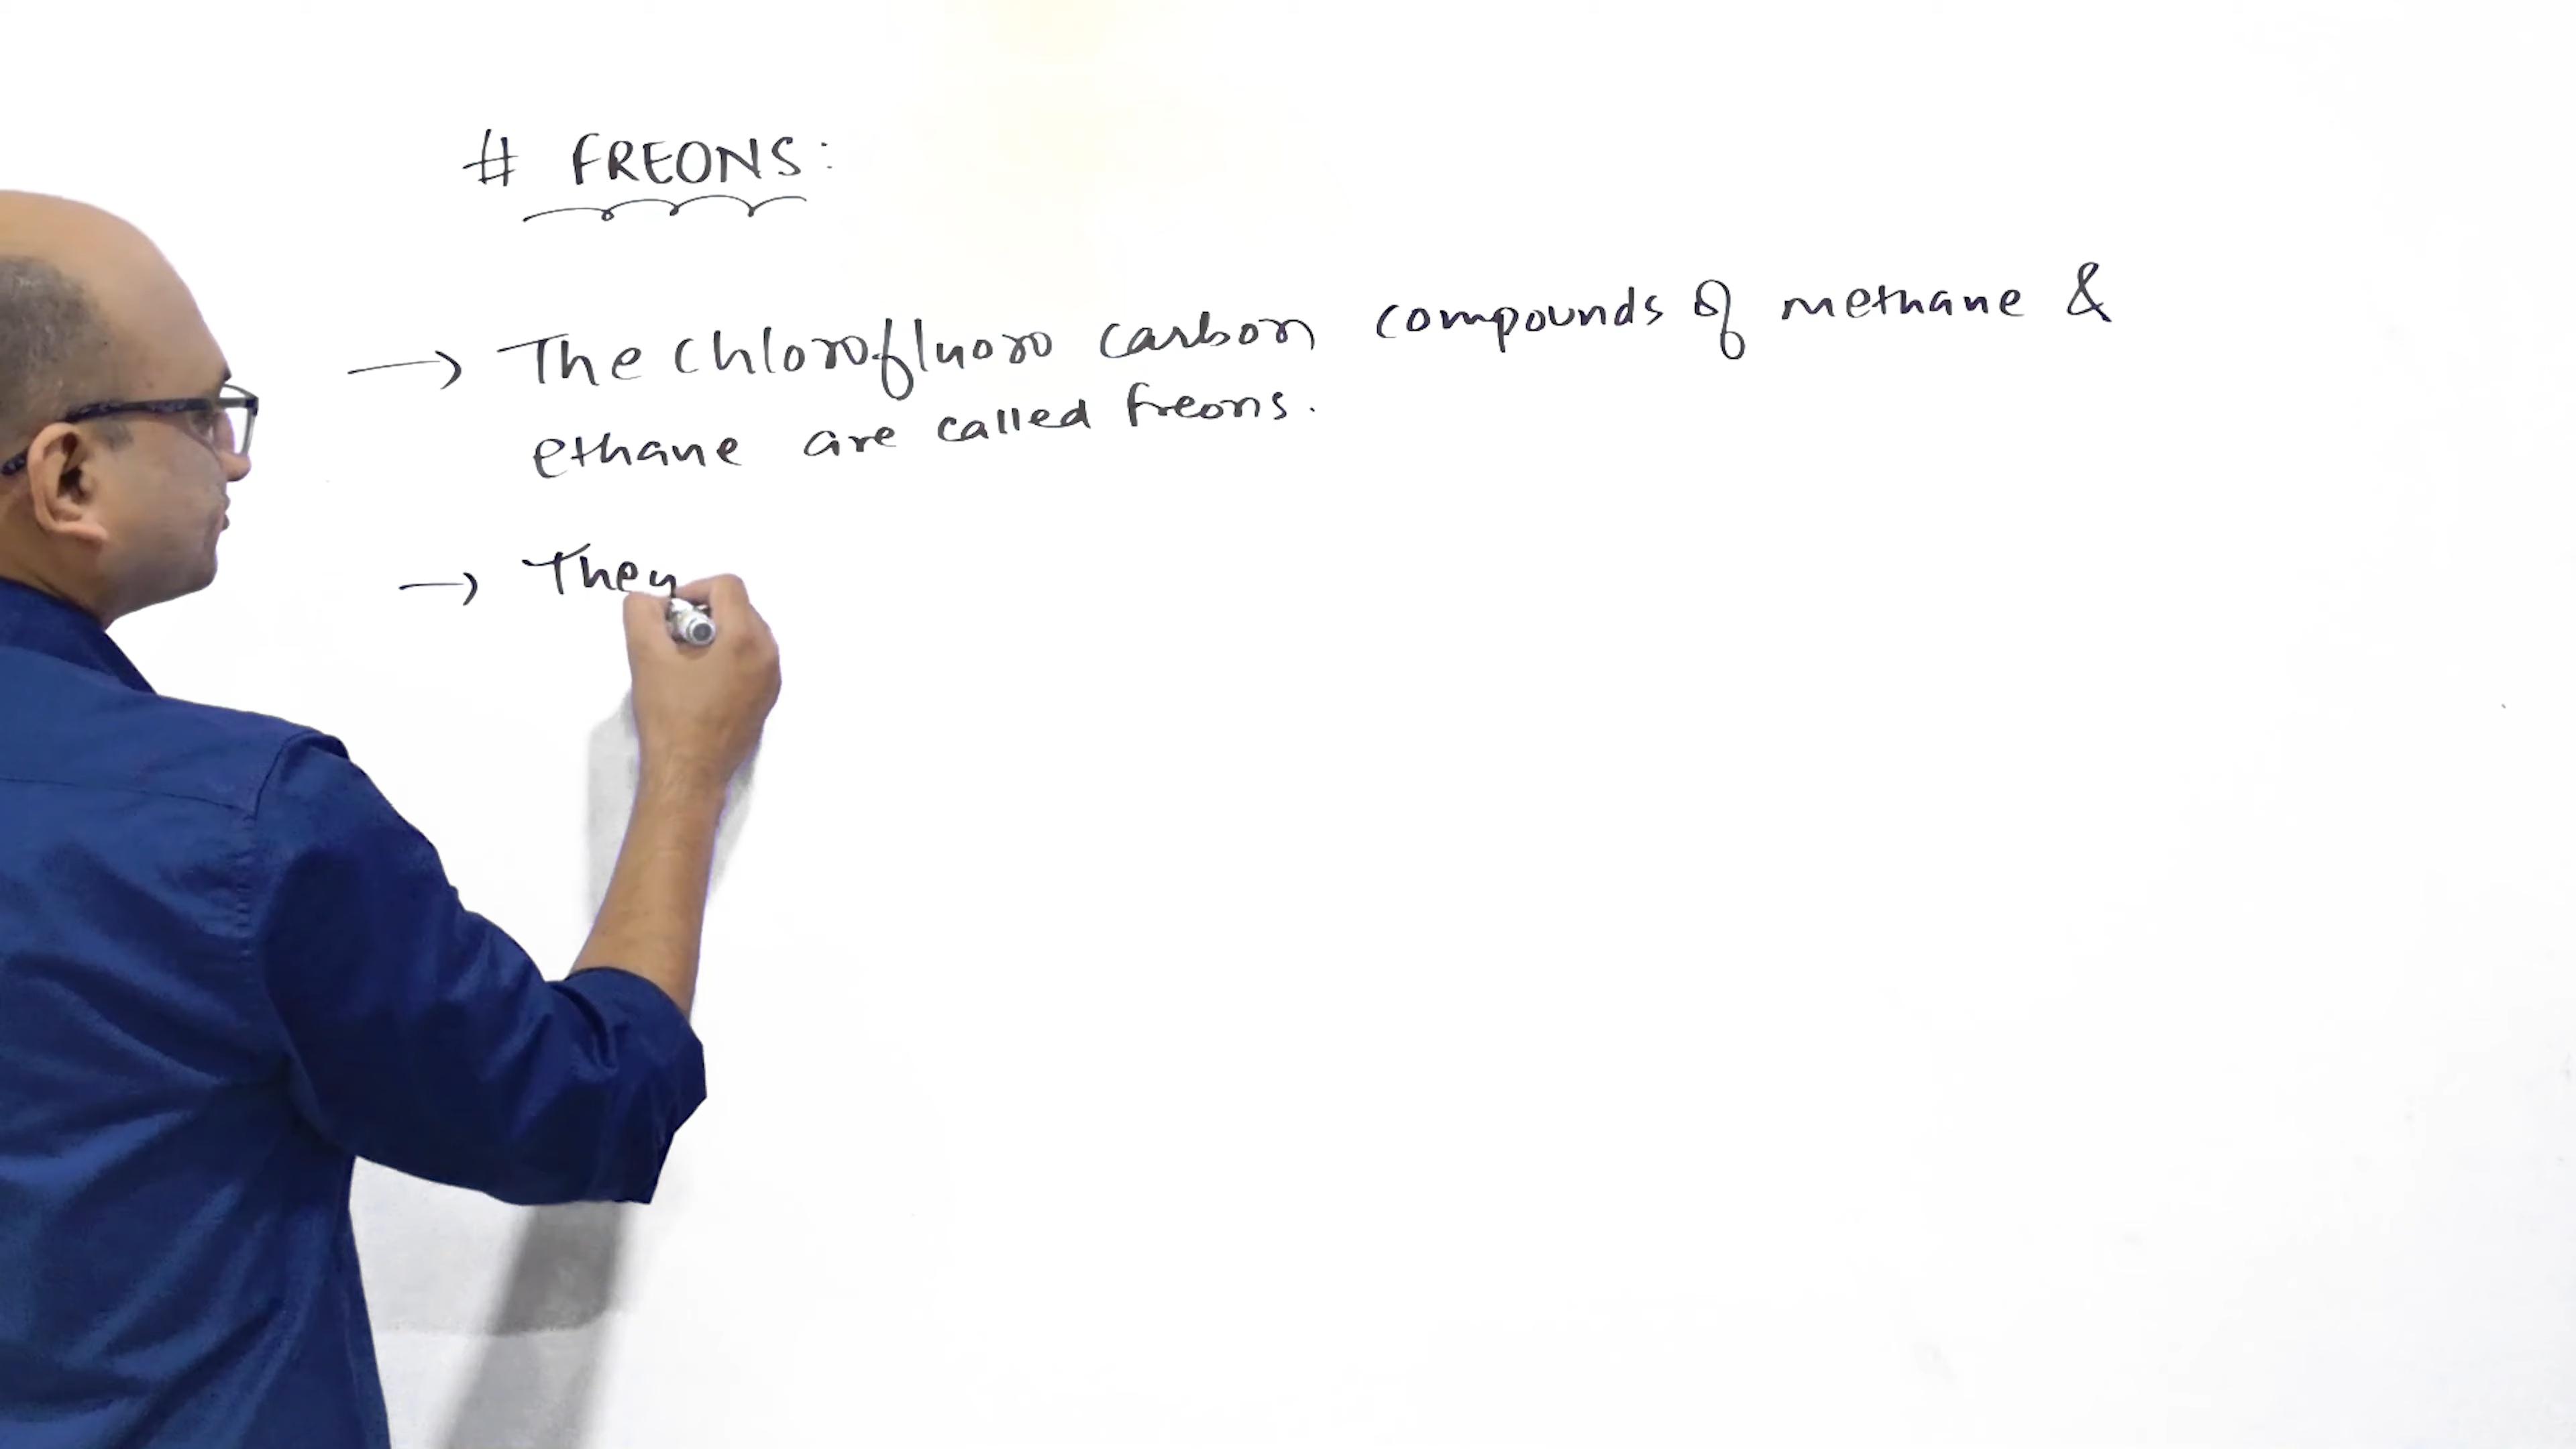 # FREONS:
→ The chlorofluoro carbon compounds of methane &
ethane are called freons.
→ They